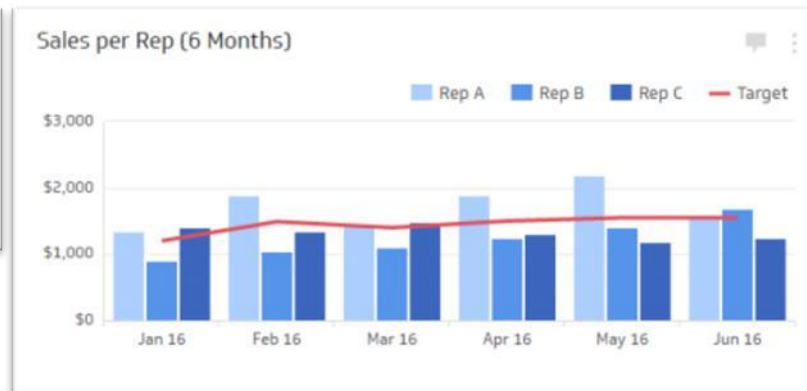 Sales per Rep (6 Months)
Rep A Rep B Rep C Target
$3,000
$2,000
$1,000
$0
Jan 16 Feb 16 Mar 16 Apr 16 May 16 Jun 16